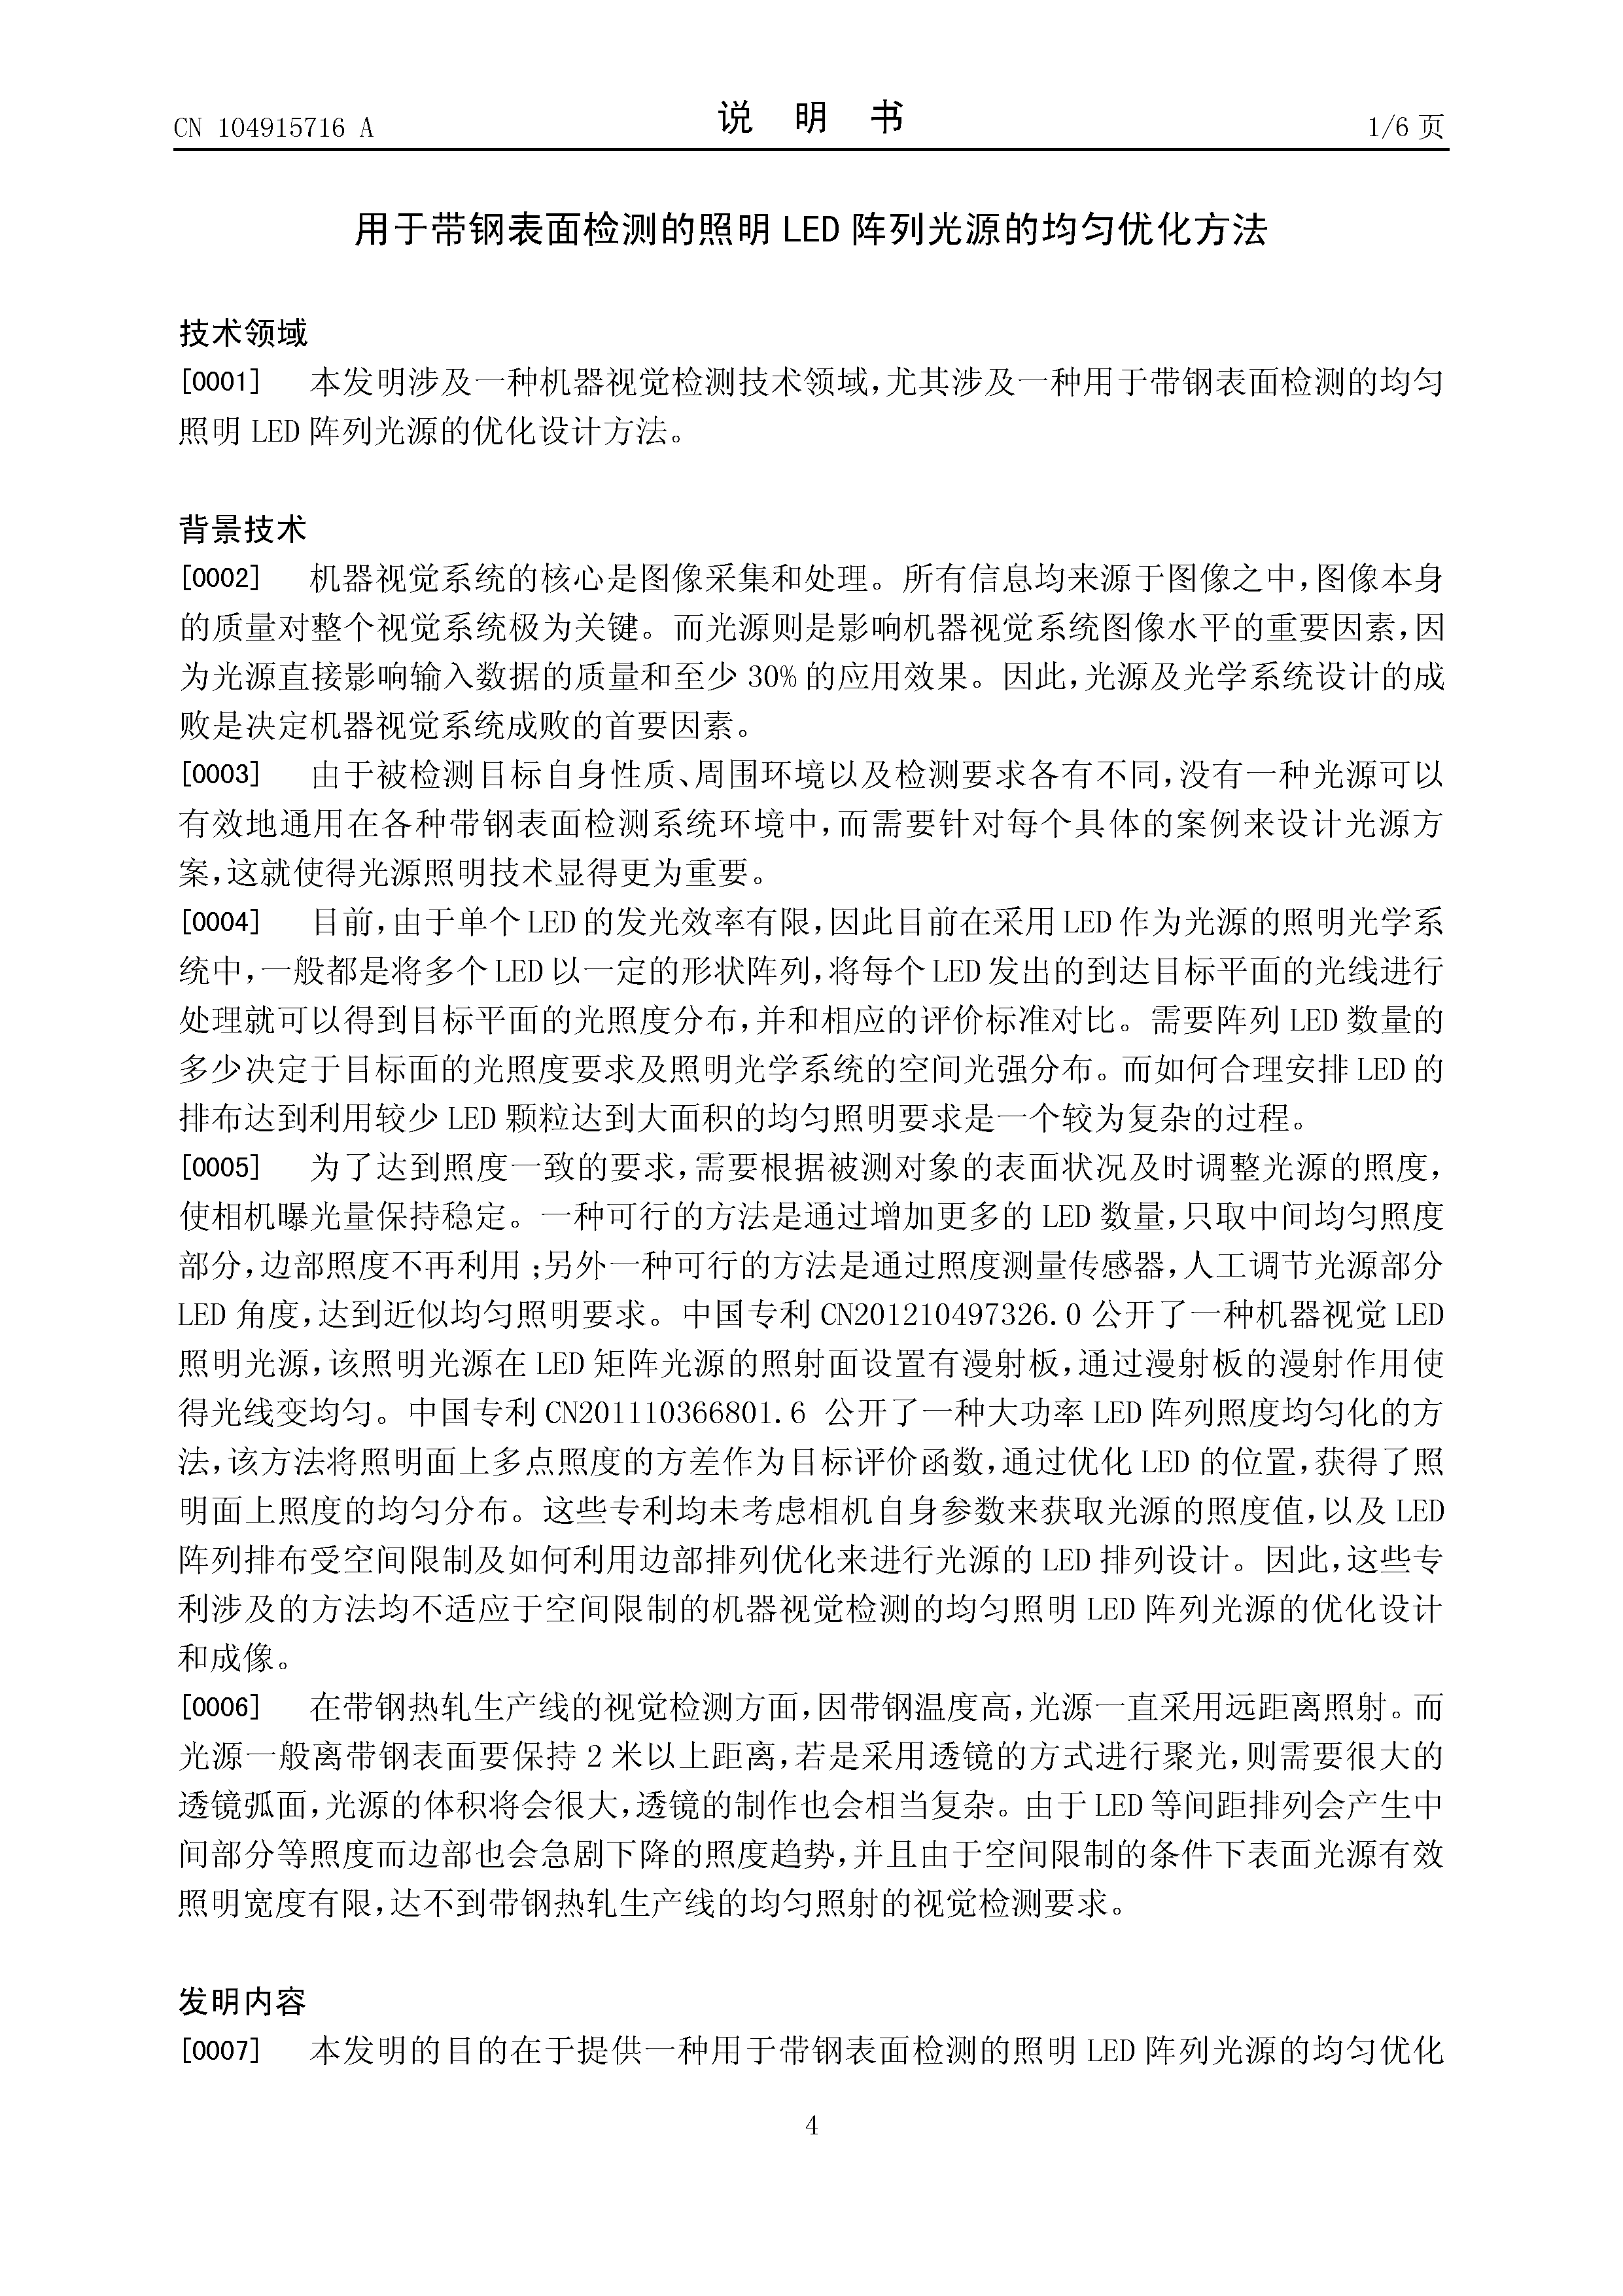 CN 104915716 A
说 明 书
1/6 页
用于带钢表面检测的照明 LED 阵列光源的均匀优化方法
技术领域
[0001] 本发明涉及一种机器视觉检测技术领域,尤其涉及一种用于带钢表面检测的均匀
照明 LED 阵列光源的优化设计方法。
背景技术
[0002] 机器视觉系统的核心是图像采集和处理。所有信息均来源于图像之中,图像本身
的质量对整个视觉系统极为关键。而光源则是影响机器视觉系统图像水平的重要因素,因
为光源直接影响输入数据的质量和至少 30% 的应用效果。因此,光源及光学系统设计的成
败是决定机器视觉系统成败的首要因素。
[0003] 由于被检测目标自身性质、周围环境以及检测要求各有不同,没有一种光源可以
有效地通用在各种带钢表面检测系统环境中,而需要针对每个具体的案例来设计光源方
案,这就使得光源照明技术显得更为重要。
[0004] 目前,由于单个 LED 的发光效率有限,因此目前在采用 LED 作为光源的照明光学系
统中,一般都是将多个 LED 以一定的形状阵列,将每个 LED 发出的到达目标平面的光线进行
处理就可以得到目标平面的光照度分布,并和相应的评价标准对比。需要阵列 LED 数量的
多少决定于目标面的光照度要求及照明光学系统的空间光强分布。而如何合理安排 LED 的
排布达到利用较少 LED 颗粒达到大面积的均匀照明要求是一个较为复杂的过程。
[0005] 为了达到照度一致的要求,需要根据被测对象的表面状况及时调整光源的照度,
使相机曝光量保持稳定。一种可行的方法是通过增加更多的 LED 数量,只取中间均匀照度
部分,边部照度不再利用 ;另外一种可行的方法是通过照度测量传感器,人工调节光源部分
LED 角度,达到近似均匀照明要求。中国专利 CN201210497326.0 公开了一种机器视觉 LED
照明光源,该照明光源在 LED 矩阵光源的照射面设置有漫射板,通过漫射板的漫射作用使
得光线变均匀。中国专利 CN201110366801.6 公开了一种大功率 LED 阵列照度均匀化的方
法,该方法将照明面上多点照度的方差作为目标评价函数,通过优化 LED 的位置,获得了照
明面上照度的均匀分布。这些专利均未考虑相机自身参数来获取光源的照度值,以及 LED
阵列排布受空间限制及如何利用边部排列优化来进行光源的 LED 排列设计。因此,这些专
利涉及的方法均不适应于空间限制的机器视觉检测的均匀照明 LED 阵列光源的优化设计
和成像。
[0006] 在带钢热轧生产线的视觉检测方面,因带钢温度高,光源一直采用远距离照射。而
光源一般离带钢表面要保持 2 米以上距离,若是采用透镜的方式进行聚光,则需要很大的
透镜弧面,光源的体积将会很大,透镜的制作也会相当复杂。由于 LED 等间距排列会产生中
间部分等照度而边部也会急剧下降的照度趋势,并且由于空间限制的条件下表面光源有效
照明宽度有限,达不到带钢热轧生产线的均匀照射的视觉检测要求。
发明内容
[0007] 本发明的目的在于提供一种用于带钢表面检测的照明 LED 阵列光源的均匀优化
4